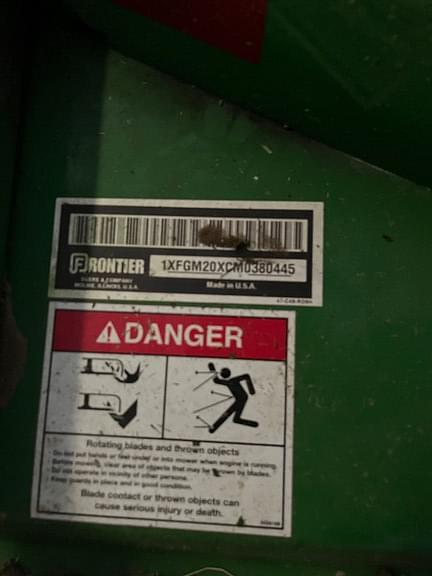 FRONTIER
1XFGM20XCM0380445
DEERE & COMPANY
MOLINE, ILLINOIS, U.S.A.
Made in U.S.A.
DANGER
Rotating blades and thrown objects
· Do not put hands or feet under or into mower when engine is running.
· Before mowing, clear area of objects that may be thrown by blades.
· Do not operate in vicinity of other persons.
· Keep guards in place and in good condition.
Blade contact or thrown objects can
cause serious injury or death.